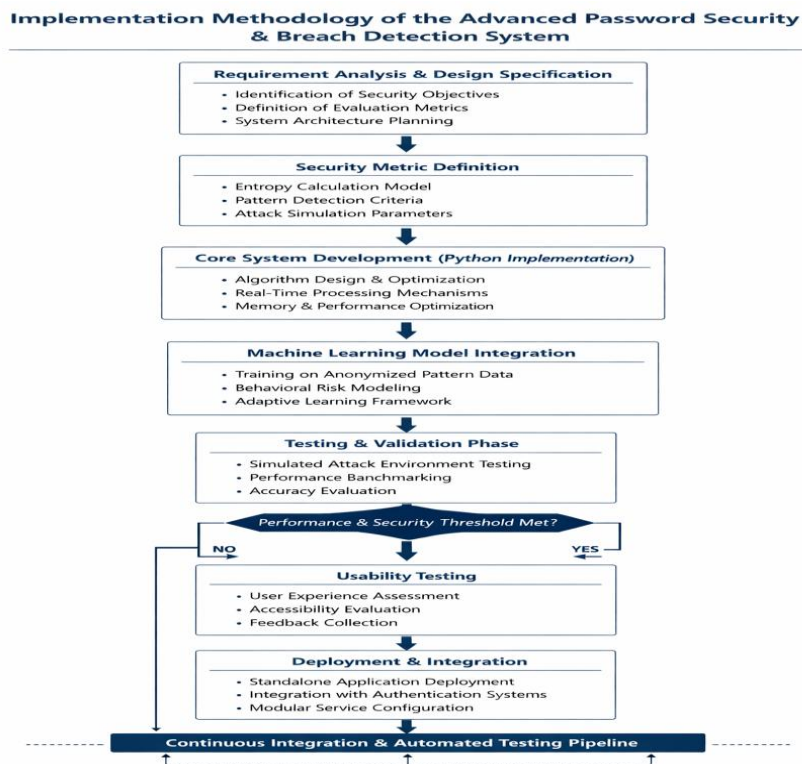 Implementation Methodology of the Advanced Password Security
& Breach Detection System
Requirement Analysis & Design Specification
• Identification of Security Objectives
• Definition of Evaluation Metrics
• System Architecture Planning
Security Metric Definition
• Entropy Calculation Model
• Pattern Detection Criteria
• Attack Simulation Parameters
Core System Development (Python Implementation)
• Algorithm Design & Optimization
• Real-Time Processing Mechanisms
• Memory & Performance Optimization
Machine Learning Model Integration
• Training on Anonymized Pattern Data
• Behavioral Risk Modeling
• Adaptive Learning Framework
Testing & Validation Phase
• Simulated Attack Environment Testing
• Performance Banchmarking
• Accuracy Evaluation
Performance & Security Threshold Met?
NO
YES
Usability Testing
• User Experience Assessment
• Accessibility Evaluation
• Feedback Collection
Deployment & Integration
• Standalone Application Deployment
• Integration with Authentication Systems
• Modular Service Configuration
Continuous Integration & Automated Testing Pipeline